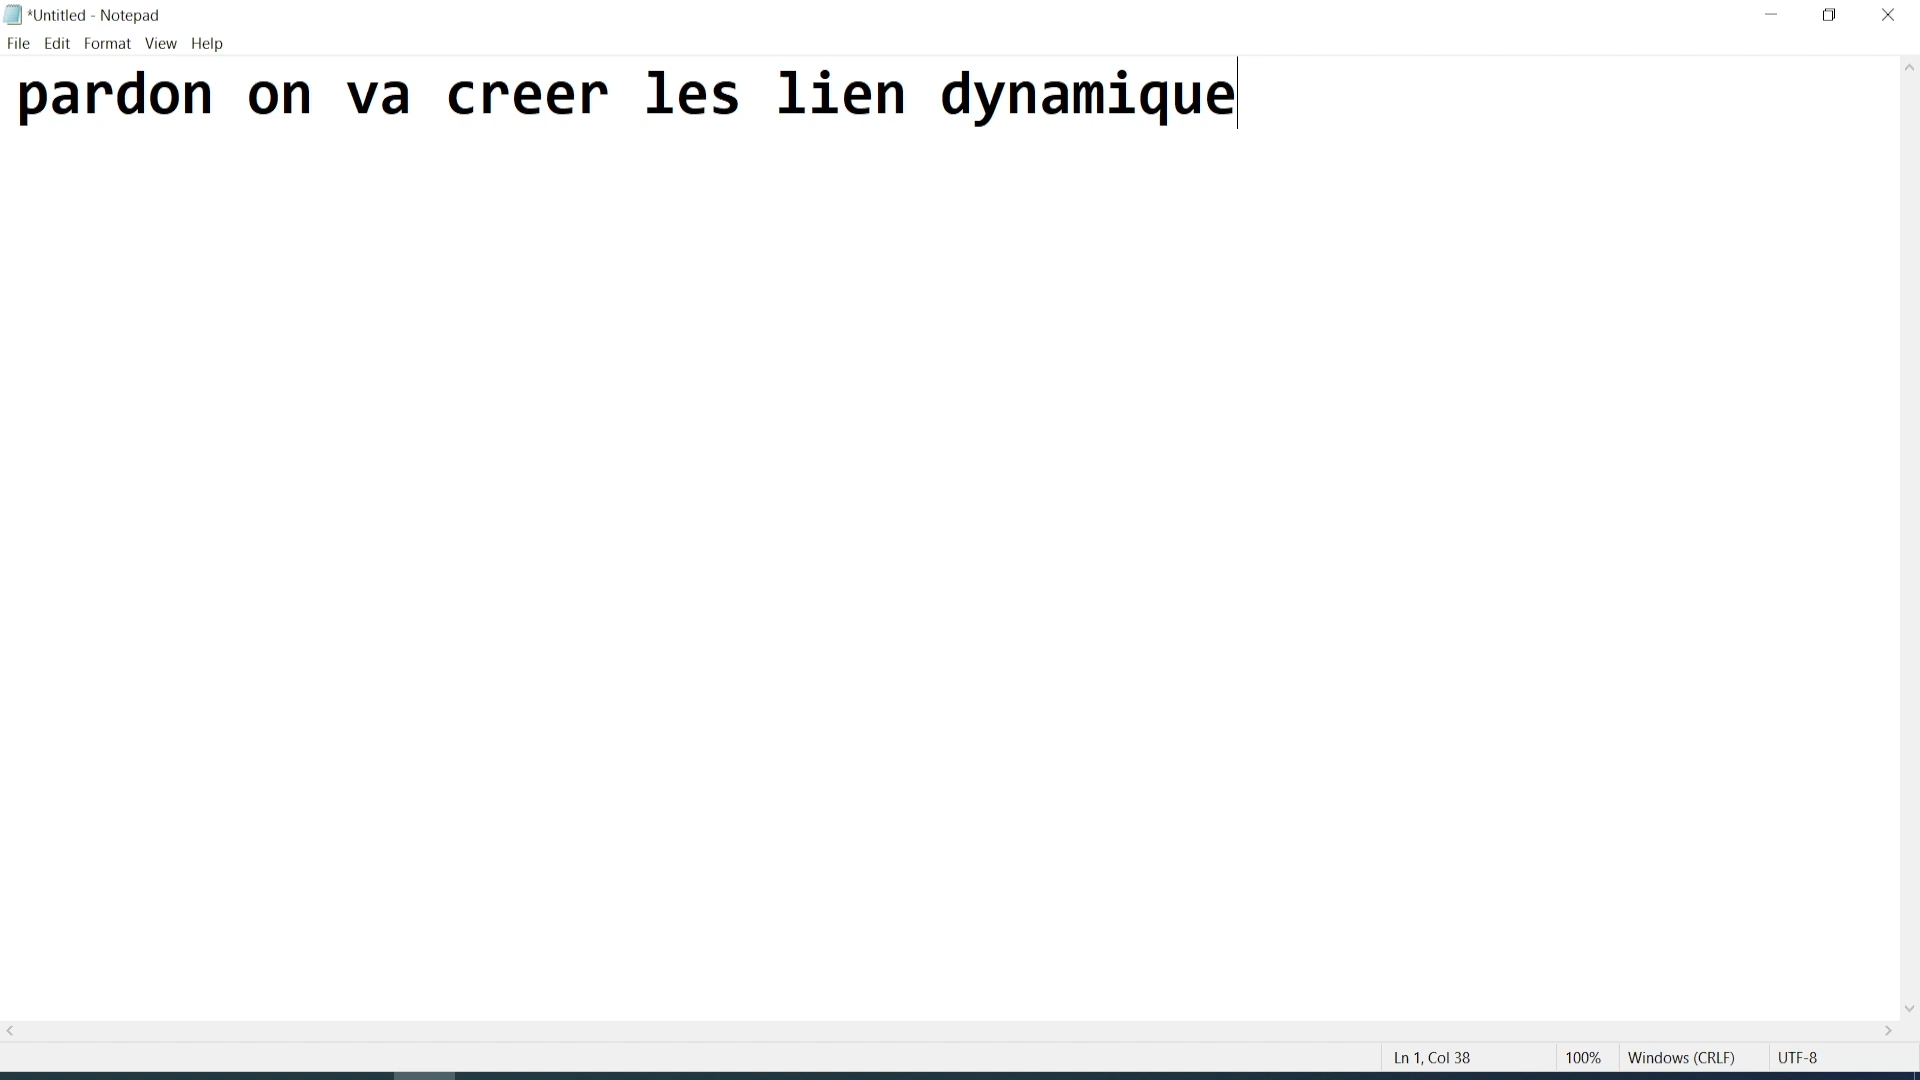 *Untitled - Notepad
File Edit Format View Help
pardon on va creer les lien dynamique
Ln 1, Col 38 100% Windows (CRLF) UTF-8